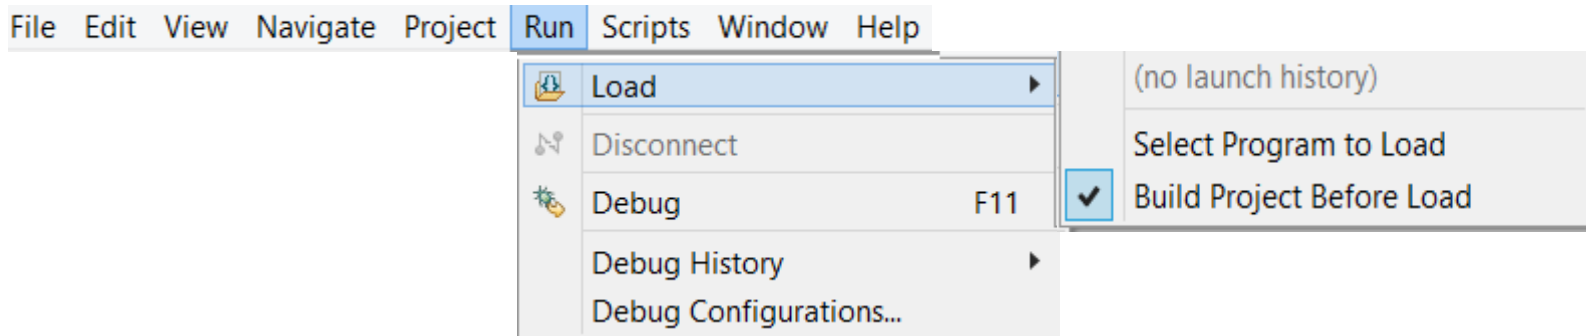 File Edit View Navigate Project Run Scripts Window Help
Load
Disconnect
Debug F11
Debug History
Debug Configurations...
(no launch history)
Select Program to Load
Build Project Before Load